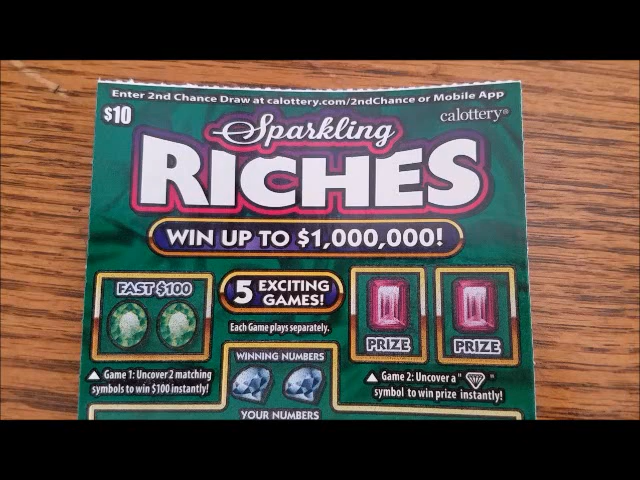 Enter 2nd Chance Draw at calottery.com/2ndChance or Mobile App
$10
calottery®
Sparkling
RICHES
WIN UP TO $1,000,000!
FAST $100
5 EXCITING
GAMES!
Each Game plays separately.
PRIZE
PRIZE
▲ Game 1: Uncover 2 matching
symbols to win $100 instantly!
WINNING NUMBERS
▲ Game 2: Uncover a " "
symbol to win prize instantly!
YOUR NUMBERS